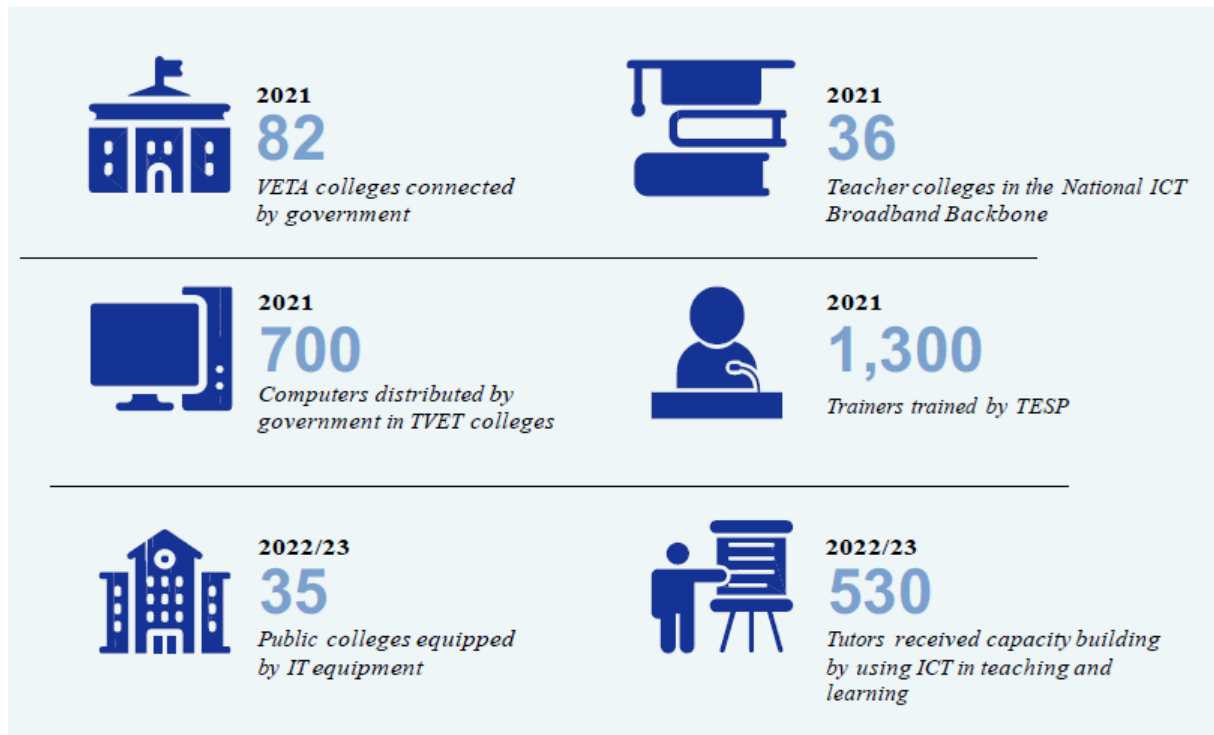 2021
82
VETA colleges connected
by government
2021
36
Teacher colleges in the National ICT
Broadband Backbone
2021
700
Computers distributed by
government in TVET colleges
2021
1,300
Trainers trained by TESP
2022/23
35
Public colleges equipped
by IT equipment
2022/23
530
Tutors received capacity building
by using ICT in teaching and
learning